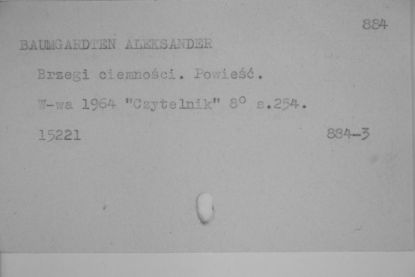 884
BAUMGARDTEN ALEKSANDER
Brzegi ciemności. Powieść.
W-wa 1964 "Czytelnik" 8° s.254.
15221 884-3